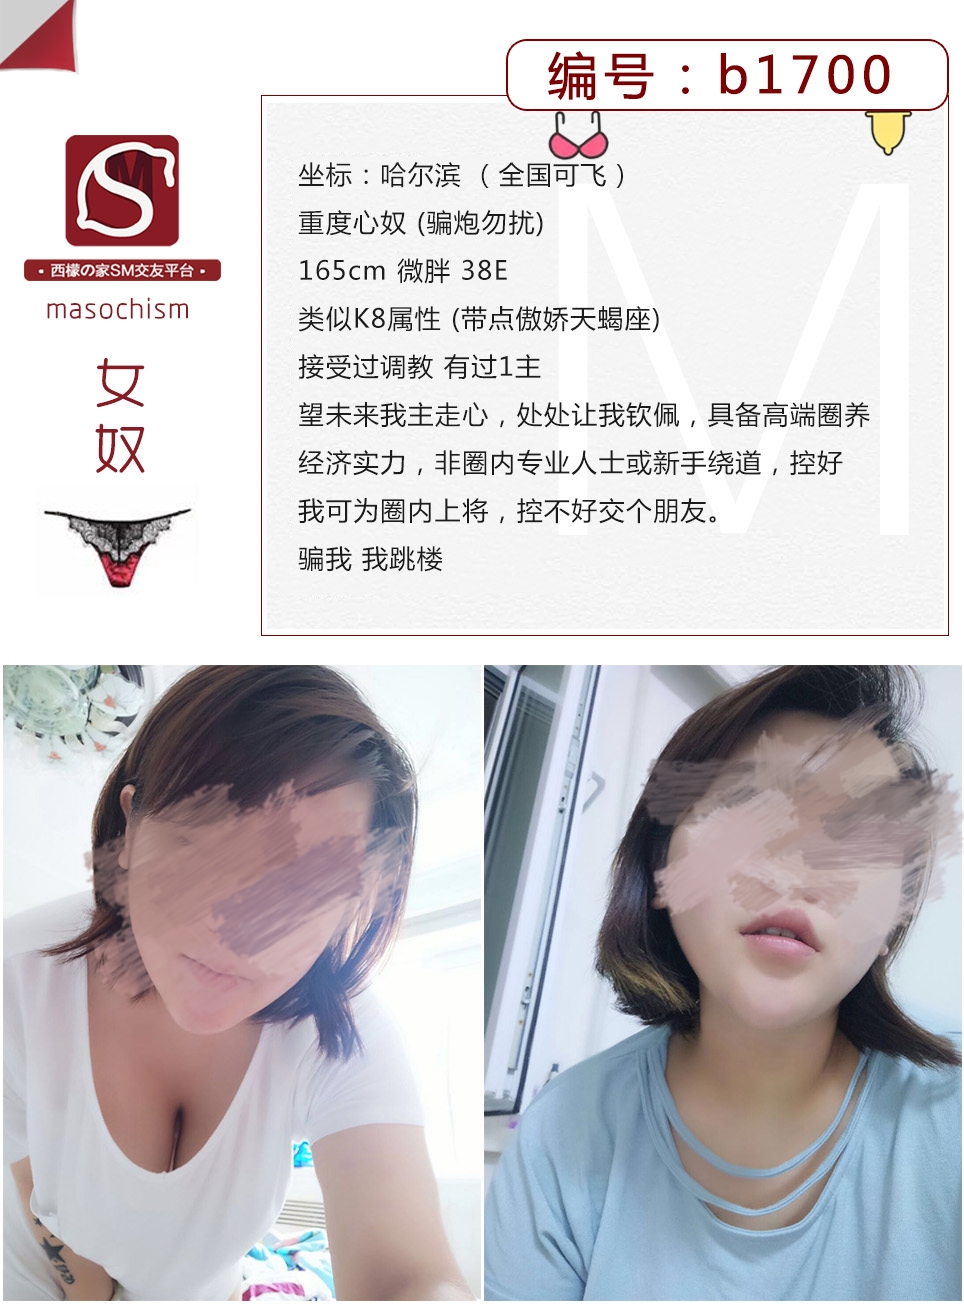 编号：b1700
SM
·西檬の家SM交友平台·
masochism
女
奴
坐标：哈尔滨（全国可飞）
重度心奴 (骗炮勿扰)
165cm 微胖 38E
类似K8属性 (带点傲娇天蝎座)
接受过调教 有过1主
望未来我主走心，处处让我钦佩，具备高端圈养
经济实力，非圈内专业人士或新手绕道，控好
我可为圈内上将，控不好交个朋友。
骗我 我跳楼
M